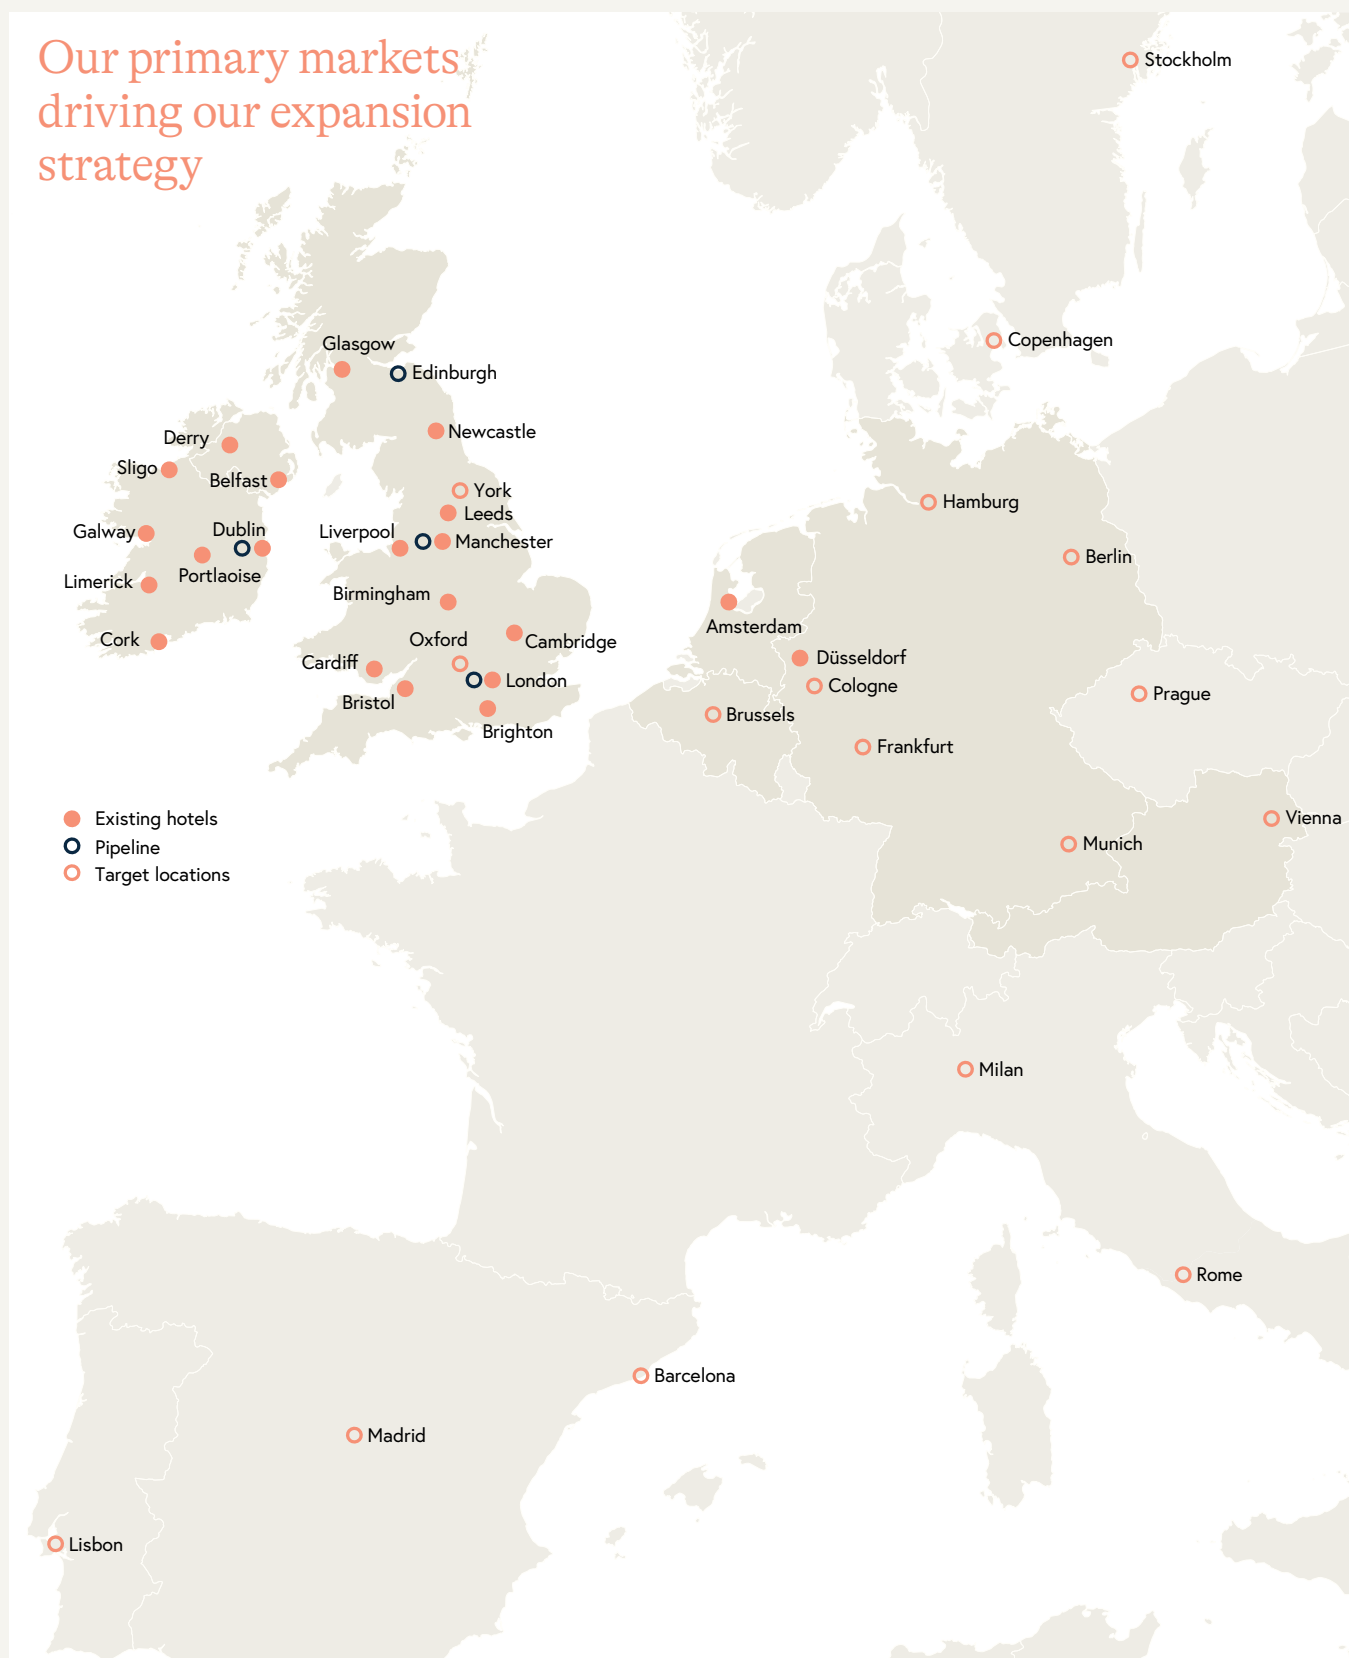 Our primary markets
driving our expansion
strategy
Stockholm
Copenhagen
Glasgow
Edinburgh
Newcastle
Derry
Sligo
Belfast
York
Leeds
Hamburg
Galway
Dublin
Liverpool
Manchester
Berlin
Portlaoise
Limerick
Birmingham
Amsterdam
Cork
Oxford
Cambridge
Cardiff
Düsseldorf
London
Cologne
Prague
Bristol
Brussels
Brighton
Frankfurt
Existing hotels
Pipeline
Target locations
Vienna
Munich
Milan
Rome
Barcelona
Madrid
Lisbon